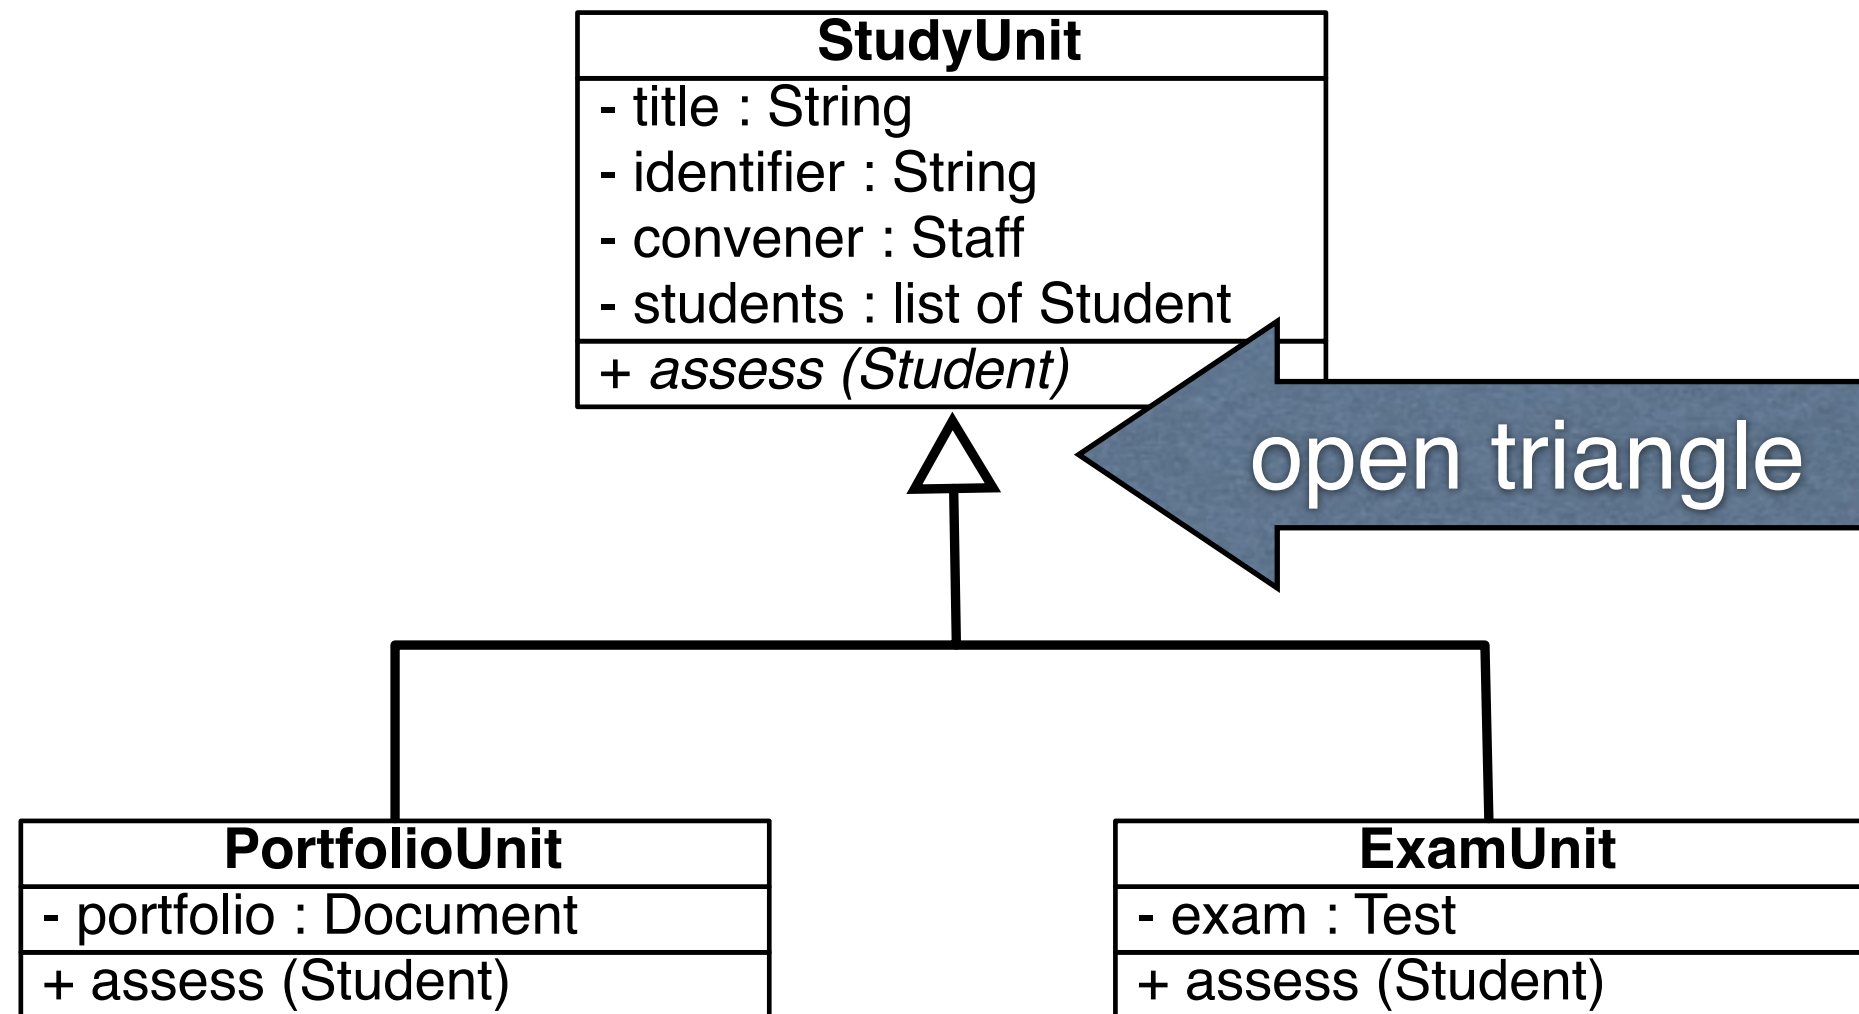 StudyUnit
- title : String
- identifier : String
- convener : Staff
- students : list of Student
+ assess (Student)
open triangle
PortfolioUnit
- portfolio : Document
+ assess (Student)
ExamUnit
- exam : Test
+ assess (Student)